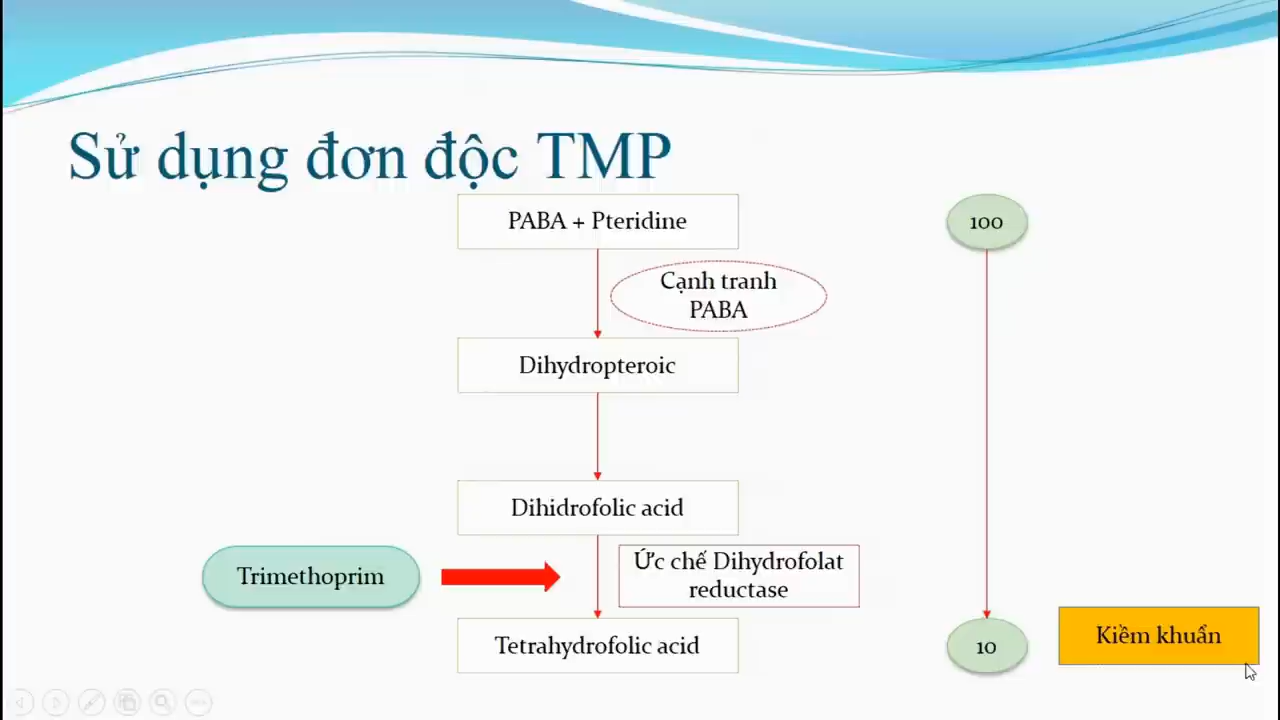 Sử dụng đơn độc TMP
PABA + Pteridine
100
Cạnh tranh
PABA
Dihydropteroic
Dihidrofolic acid
Trimethoprim
Ức chế Dihydrofolat
reductase
Tetrahydrofolic acid
10
Kiềm khuẩn